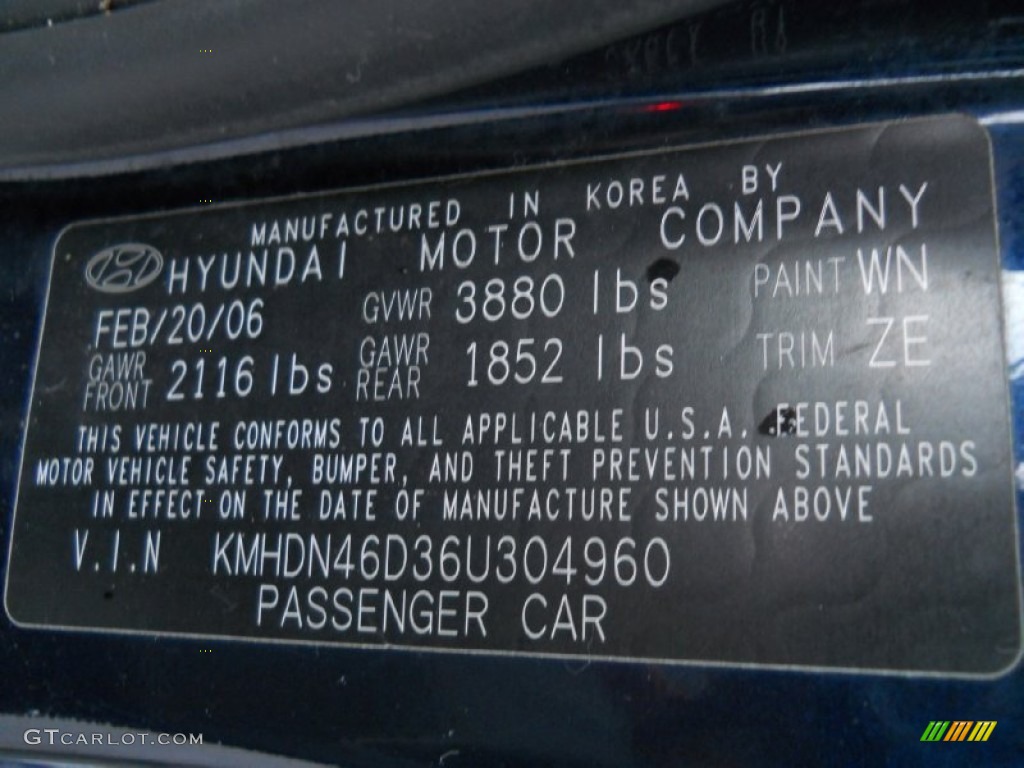 MANUFACTURED IN KOREA BY
HYUNDAI MOTOR COMPANY
FEB/20/06 GVWR 3880 lbs PAINT WN
GAWR FRONT 2116 lbs GAWR REAR 1852 lbs TRIM ZE
THIS VEHICLE CONFORMS TO ALL APPLICABLE U.S.A. FEDERAL
MOTOR VEHICLE SAFETY, BUMPER, AND THEFT PREVENTION STANDARDS
IN EFFECT ON THE DATE OF MANUFACTURE SHOWN ABOVE
V.I.N KMHDN46D36U304960
PASSENGER CAR
GTCARLOT.COM